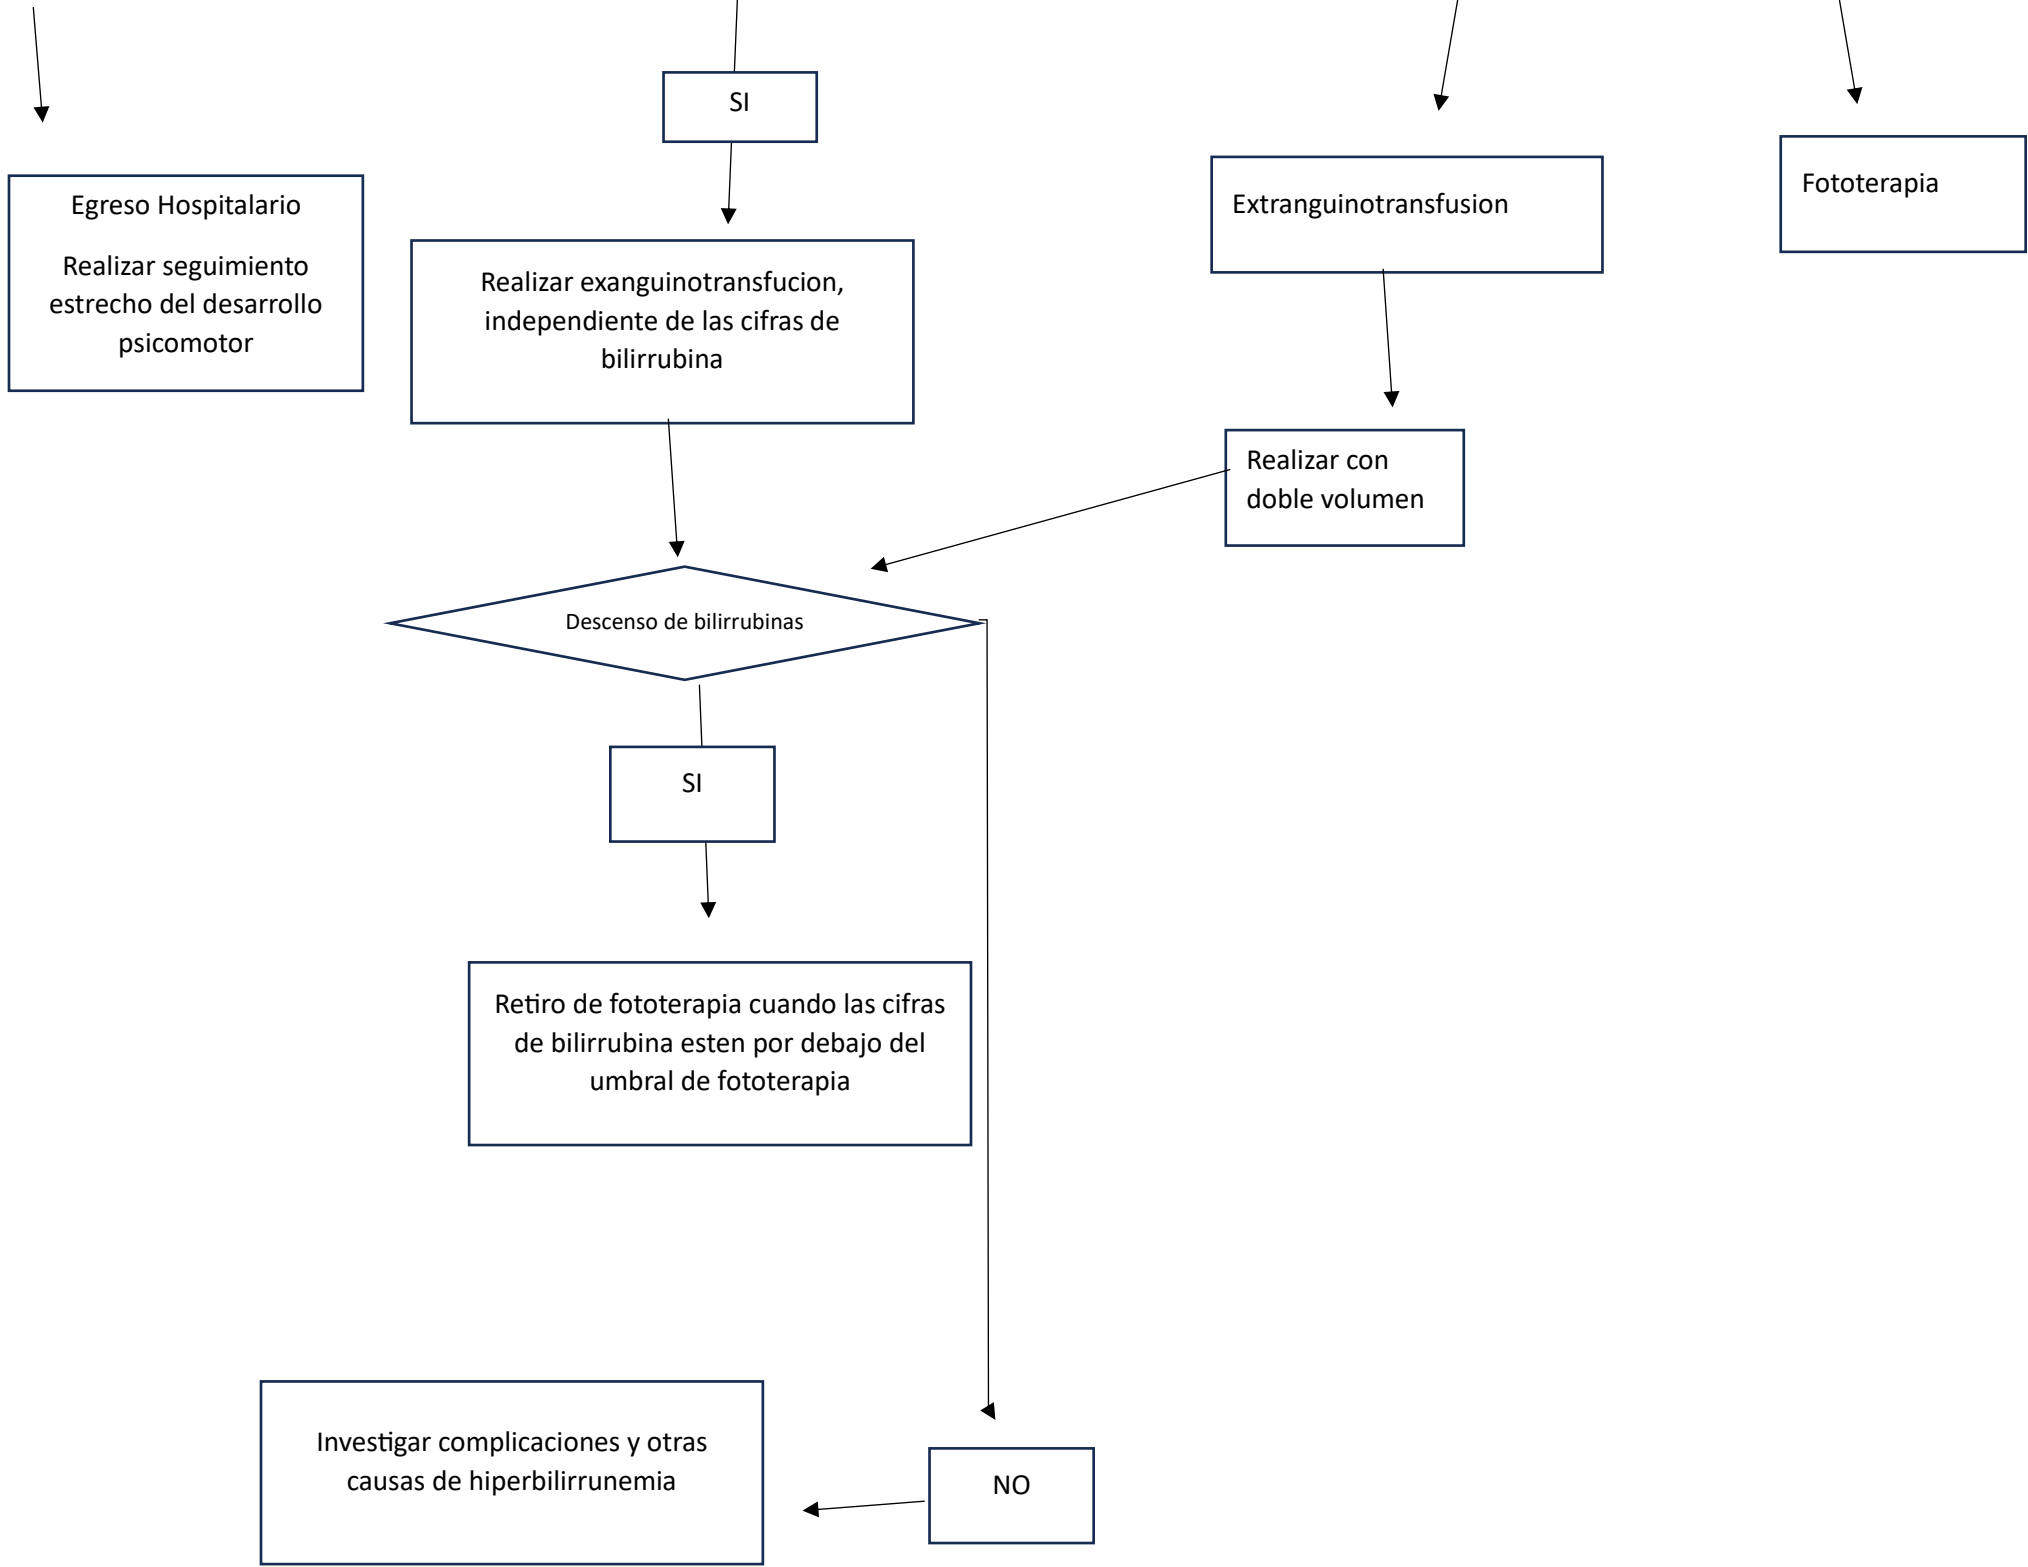 SI
Egreso Hospitalario
Realizar seguimiento
estrecho del desarrollo
psicomotor
Realizar exanguinotransfucion,
independiente de las cifras de
bilirrubina
Extranguinotransfusion
Fototerapia
Realizar con
doble volumen
Descenso de bilirrubinas
SI
Retiro de fototerapia cuando las cifras
de bilirrubina esten por debajo del
umbral de fototerapia
Investigar complicaciones y otras
causas de hiperbilirrunemia
NO